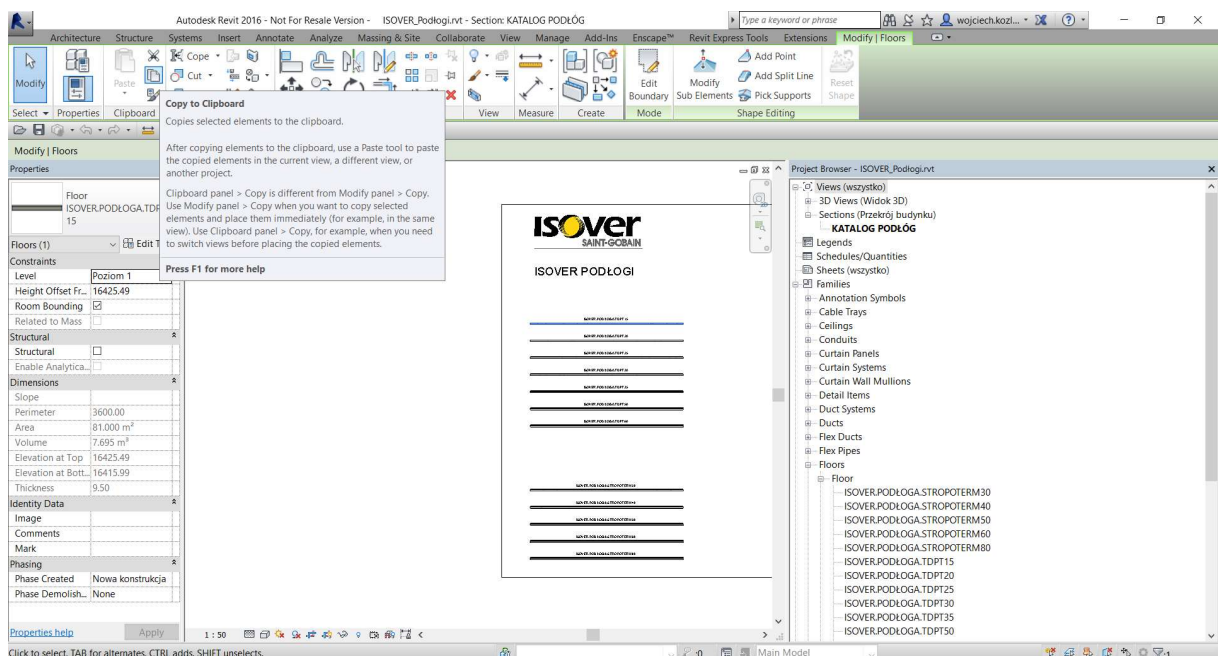 Autodesk Revit 2016 - Not For Resale Version - ISOVER_Podłogi.rvt - Section: KATALOG PODŁÓG
Type a keyword or phrase
wojciech.kozl...
Architecture Structure Systems Insert Annotate Analyze Massing & Site Collaborate View Manage Add-Ins Enscape™ Revit Express Tools Extensions Modify | Floors
Modify
Paste
Cope
Cut
Edit
Boundary
Modify
Sub Elements
Add Point
Add Split Line
Pick Supports
Reset
Shape
Select Properties Clipboard View Measure Create Mode Shape Editing
Copy to Clipboard
Copies selected elements to the clipboard.
After copying elements to the clipboard, use a Paste tool to paste
the copied elements in the current view, a different view, or
another project.
Clipboard panel > Copy is different from Modify panel > Copy.
Use Modify panel > Copy when you want to copy selected
elements and place them immediately (for example, in the same
view). Use Clipboard panel > Copy, for example, when you need
to switch views before placing the copied elements.
Press F1 for more help
Modify | Floors
Properties
Floor
ISOVER.PODŁOGA.TDP
15
Floors (1) Edit T
Constraints
Level Poziom 1
Height Offset Fr... 16425.49
Room Bounding
Related to Mass
Structural
Structural
Enable Analytica...
Dimensions
Slope
Perimeter 3600.00
Area 81.000 m²
Volume 7.695 m³
Elevation at Top 16425.49
Elevation at Bott... 16415.99
Thickness 9.50
Identity Data
Image
Comments
Mark
Phasing
Phase Created Nowa konstrukcja
Phase Demolish... None
Properties help Apply
isover
SAINT-GOBAIN
ISOVER PODŁOGI
1 : 50
Project Browser - ISOVER_Podłogi.rvt
Views (wszystko)
3D Views (Widok 3D)
Sections (Przekrój budynku)
KATALOG PODŁÓG
Legends
Schedules/Quantities
Sheets (wszystko)
Families
Annotation Symbols
Cable Trays
Ceilings
Conduits
Curtain Panels
Curtain Systems
Curtain Wall Mullions
Detail Items
Duct Systems
Ducts
Flex Ducts
Flex Pipes
Floors
Floor
ISOVER.PODŁOGA.STROPOTERM30
ISOVER.PODŁOGA.STROPOTERM40
ISOVER.PODŁOGA.STROPOTERM50
ISOVER.PODŁOGA.STROPOTERM60
ISOVER.PODŁOGA.STROPOTERM80
ISOVER.PODŁOGA.TDPT15
ISOVER.PODŁOGA.TDPT20
ISOVER.PODŁOGA.TDPT25
ISOVER.PODŁOGA.TDPT30
ISOVER.PODŁOGA.TDPT35
ISOVER.PODŁOGA.TDPT50
Click to select, TAB for alternates, CTRL adds, SHIFT unselects. :0 Main Model :1